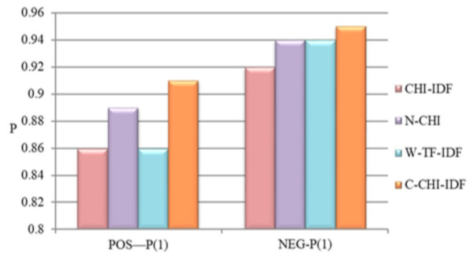 0.96
0.94
0.92
0.9
0.88
0.86
0.84
0.82
0.8
P
POS—P(1)
NEG-P(1)
CHI-IDF
N-CHI
W-TF-IDF
C-CHI-IDF